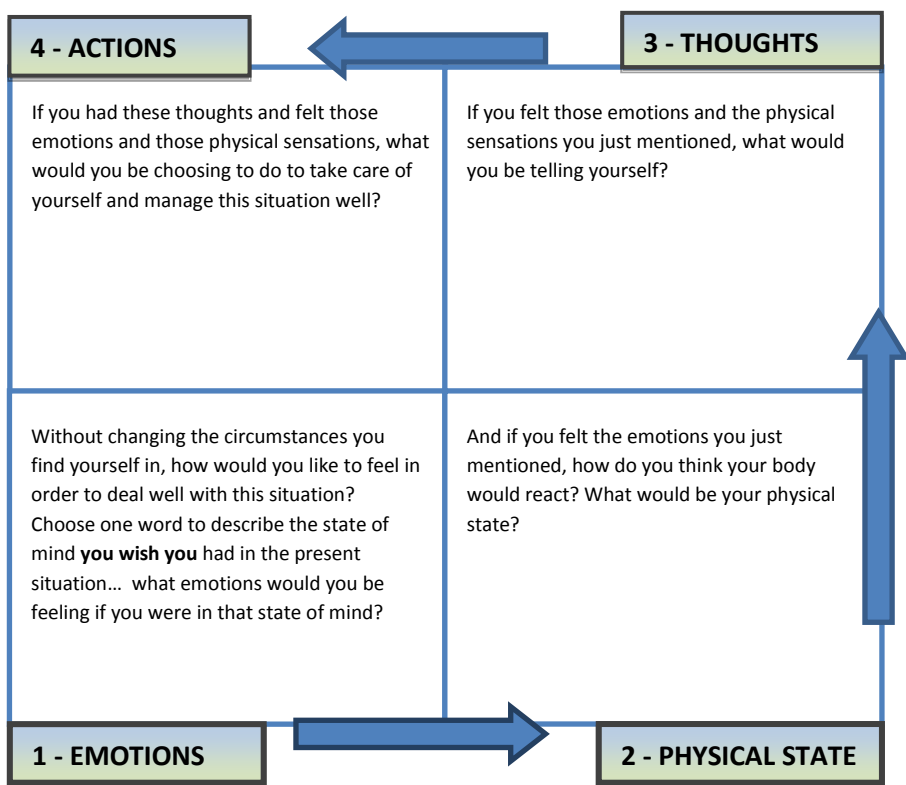 4 - ACTIONS
3 - THOUGHTS
If you had these thoughts and felt those
emotions and those physical sensations, what
would you be choosing to do to take care of
yourself and manage this situation well?
If you felt those emotions and the physical
sensations you just mentioned, what would
you be telling yourself?
Without changing the circumstances you
find yourself in, how would you like to feel in
order to deal well with this situation?
Choose one word to describe the state of
mind you wish you had in the present
situation… what emotions would you be
feeling if you were in that state of mind?
And if you felt the emotions you just
mentioned, how do you think your body
would react? What would be your physical
state?
1 - EMOTIONS
2 - PHYSICAL STATE